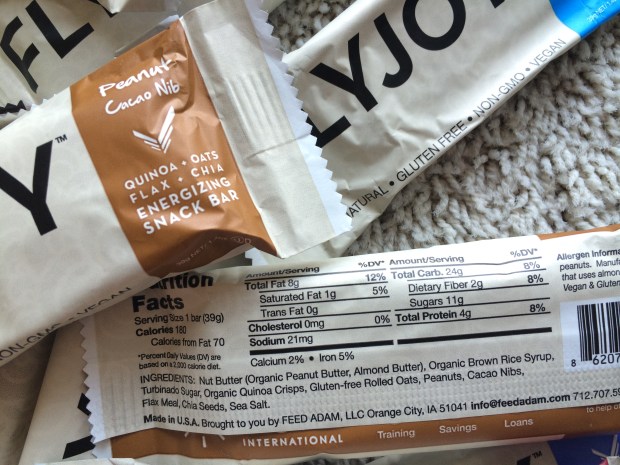 FL
Y™
Peanut
Cacao Nib
QUINOA • OATS
FLAX • CHIA
ENERGIZING
SNACK BAR
LYJOY
NATURAL • GLUTEN FREE • NON-GMO • VEGAN
NON-GMO • VEGAN
Nutrition
Facts
Serving Size 1 bar (39g)
Calories 180
Calories from Fat 70
*Percent Daily Values (DV) are
based on a 2,000 calorie diet.
Amount/Serving %DV* Amount/Serving %DV*
Total Fat 8g 12% Total Carb. 24g 8%
Saturated Fat 1g 5% Dietary Fiber 2g 8%
Trans Fat 0g Sugars 11g
Cholesterol 0mg 0% Total Protein 4g 8%
Sodium 21mg
Calcium 2% • Iron 5%
INGREDIENTS: Nut Butter (Organic Peanut Butter, Almond Butter), Organic Brown Rice Syrup,
Turbinado Sugar, Organic Quinoa Crisps, Gluten-free Rolled Oats, Peanuts, Cacao Nibs,
Flax Meal, Chia Seeds, Sea Salt.
Made in U.S.A. Brought to you by FEED ADAM, LLC Orange City, IA 51041 info@feedadam.com 712.707.59
Allergen Informa
peanuts. Manufa
that uses almon
Vegan & Gluten
8 6207
to help
INTERNATIONAL Training Savings Loans